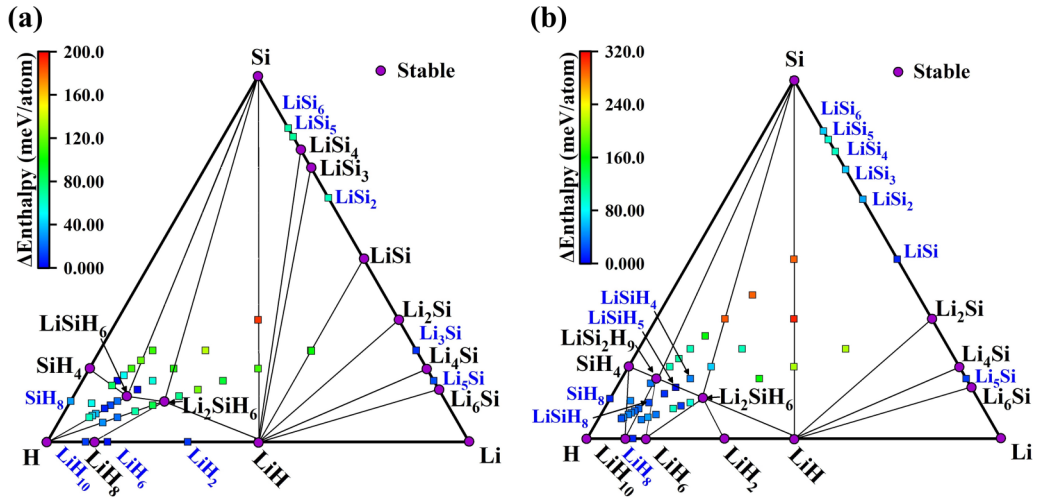 (a)
ΔEnthalpy (meV/atom)
200.0
160.0
120.0
80.00
40.00
0.000
Si
Stable
LiSi₆
LiSi₅
LiSi₄
LiSi₃
LiSi₂
LiSi
Li₂Si
Li₃Si
Li₄Si
Li₅Si
Li₆Si
LiSiH₆
SiH₄
SiH₈
Li₂SiH₆
H
LiH₁₀
LiH₈
LiH₆
LiH₂
LiH
Li
(b)
ΔEnthalpy (meV/atom)
320.0
240.0
160.0
80.00
0.000
Si
Stable
LiSi₆
LiSi₅
LiSi₄
LiSi₃
LiSi₂
LiSi
Li₂Si
Li₄Si
Li₅Si
Li₆Si
LiSiH₄
LiSiH₅
LiSi₂H₉
SiH₄
SiH₈
LiSiH₈
Li₂SiH₆
H
LiH₁₀
LiH₈
LiH₆
LiH₂
LiH
Li